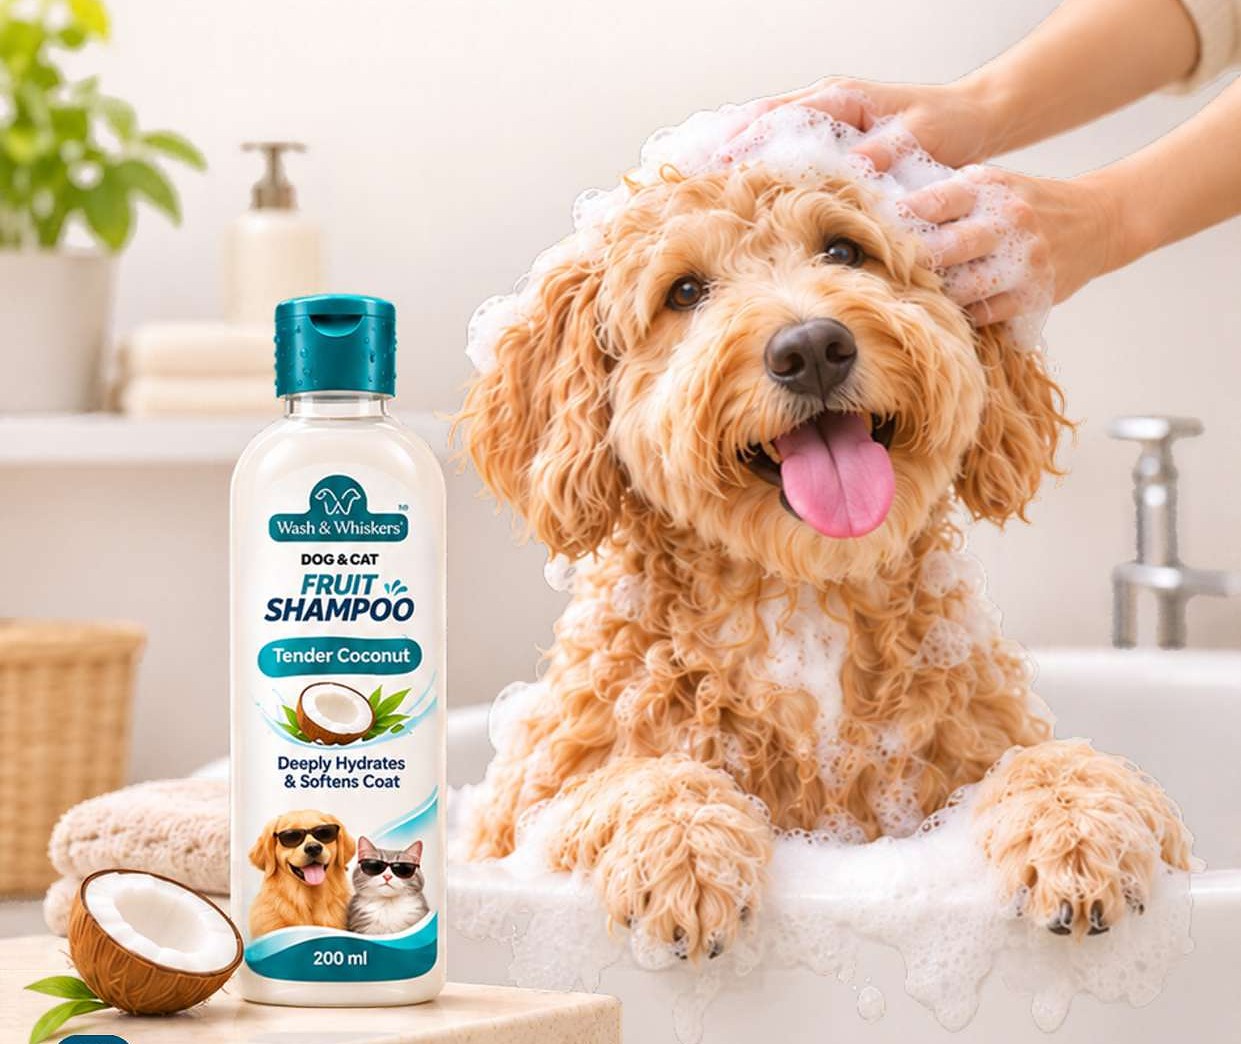 Wash & Whiskers
DOG & CAT
FRUIT
SHAMPOO
Tender Coconut
Deeply Hydrates
& Softens Coat
200 ml